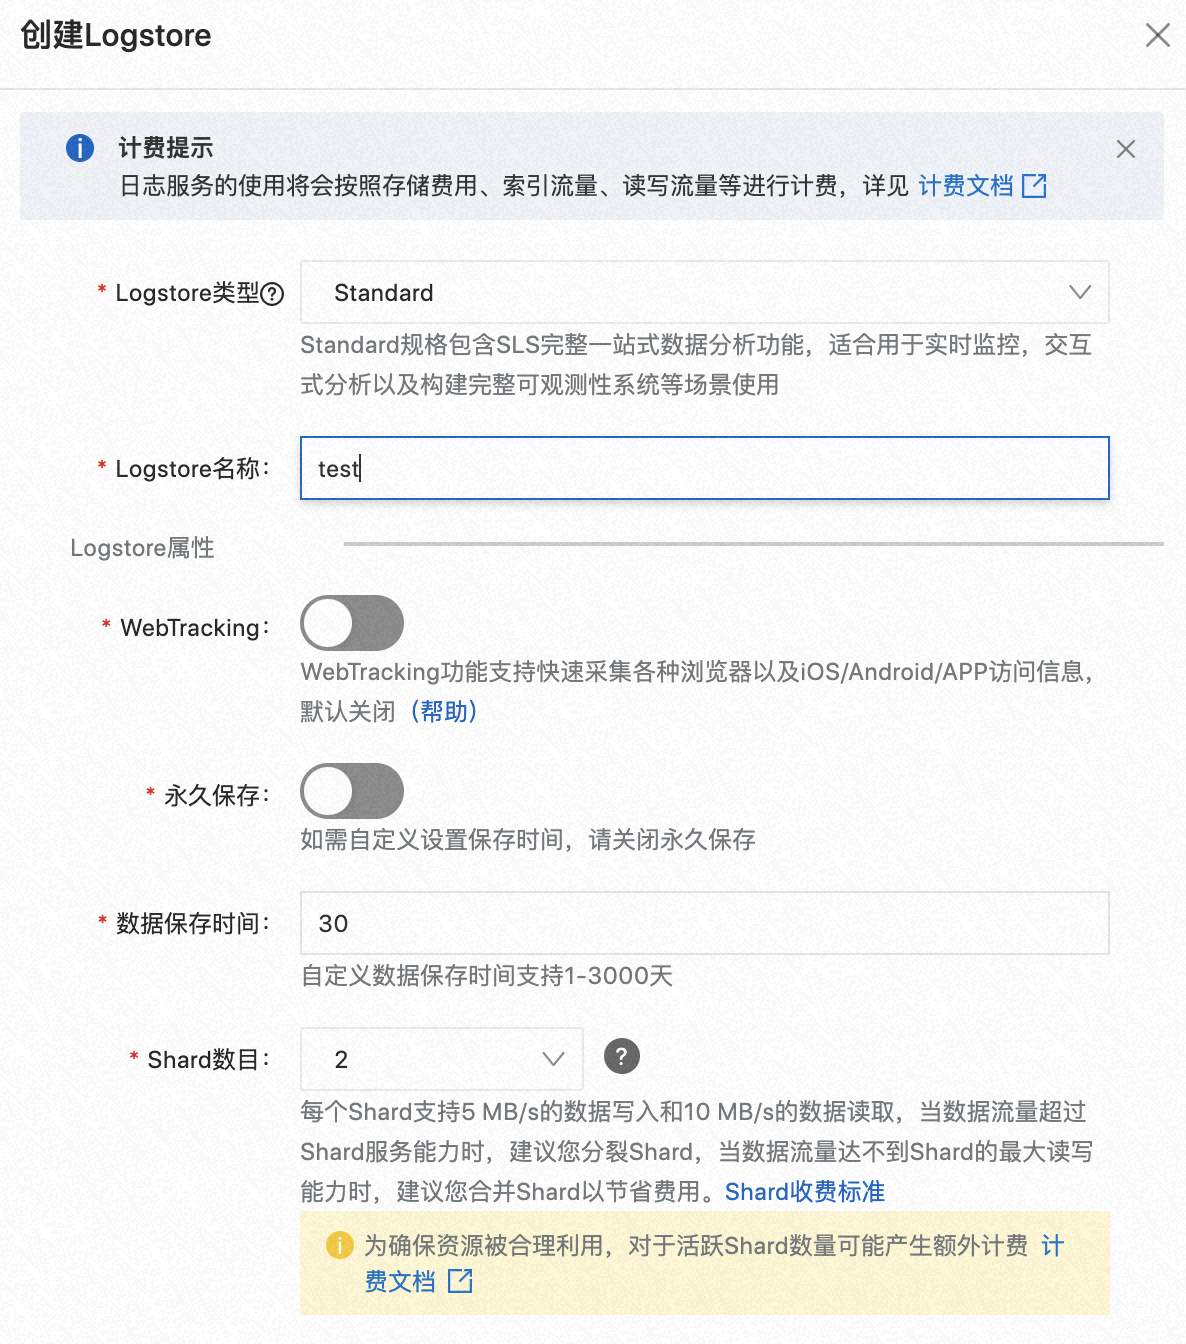 创建Logstore
计费提示
日志服务的使用将会按照存储费用、索引流量、读写流量等进行计费，详见 计费文档
* Logstore类型?
Standard
Standard规格包含SLS完整一站式数据分析功能，适合用于实时监控，交互
式分析以及构建完整可观测性系统等场景使用
* Logstore名称：
test
Logstore属性
* WebTracking：
WebTracking功能支持快速采集各种浏览器以及iOS/Android/APP访问信息，
默认关闭（帮助）
* 永久保存：
如需自定义设置保存时间，请关闭永久保存
* 数据保存时间：
30
自定义数据保存时间支持1-3000天
* Shard数目：
2
?
每个Shard支持5 MB/s的数据写入和10 MB/s的数据读取，当数据流量超过
Shard服务能力时，建议您分裂Shard，当数据流量达不到Shard的最大读写
能力时，建议您合并Shard以节省费用。Shard收费标准
为确保资源被合理利用，对于活跃Shard数量可能产生额外计费 计
费文档